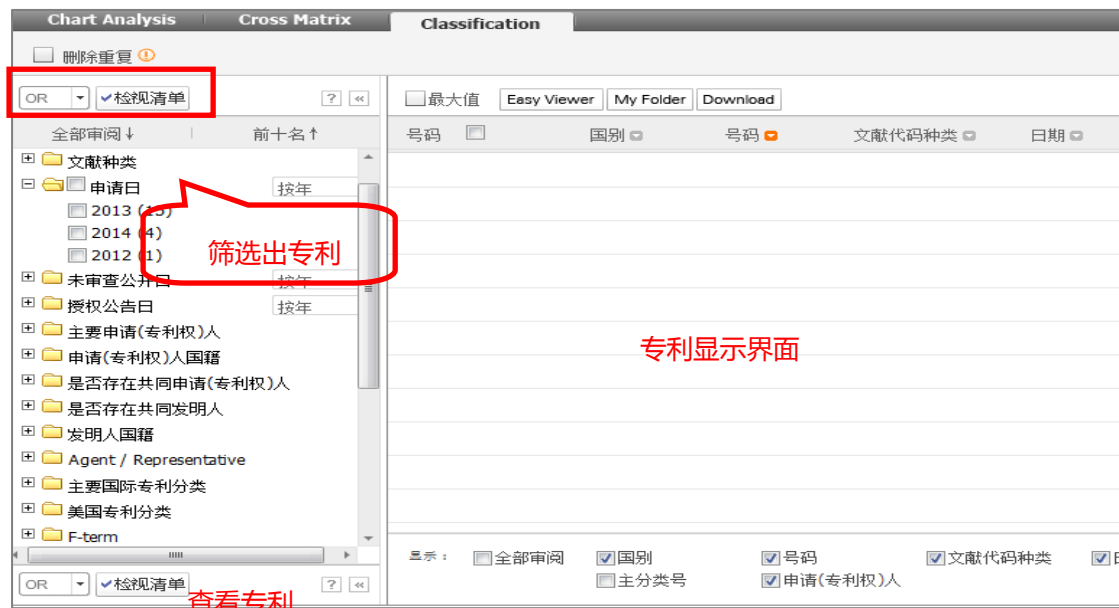 Chart Analysis Cross Matrix Classification
删除重复
OR 检视清单 ? «
最大值 Easy Viewer My Folder Download
全部审阅↓ 前十名↑
号码 国别 号码 文献代码种类 日期
文献种类
申请日 按年
2013 (15)
2014 (4)
2012 (1)
筛选出专利
未审查公开日 按年
授权公告日 按年
主要申请(专利权)人
申请(专利权)人国籍
是否存在共同申请(专利权)人
是否存在共同发明人
发明人国籍
Agent / Representative
主要国际专利分类
美国专利分类
F-term
专利显示界面
显示： 全部审阅 国别 号码 文献代码种类
主分类号 申请(专利权)人
OR 检视清单 ? «
查看专利